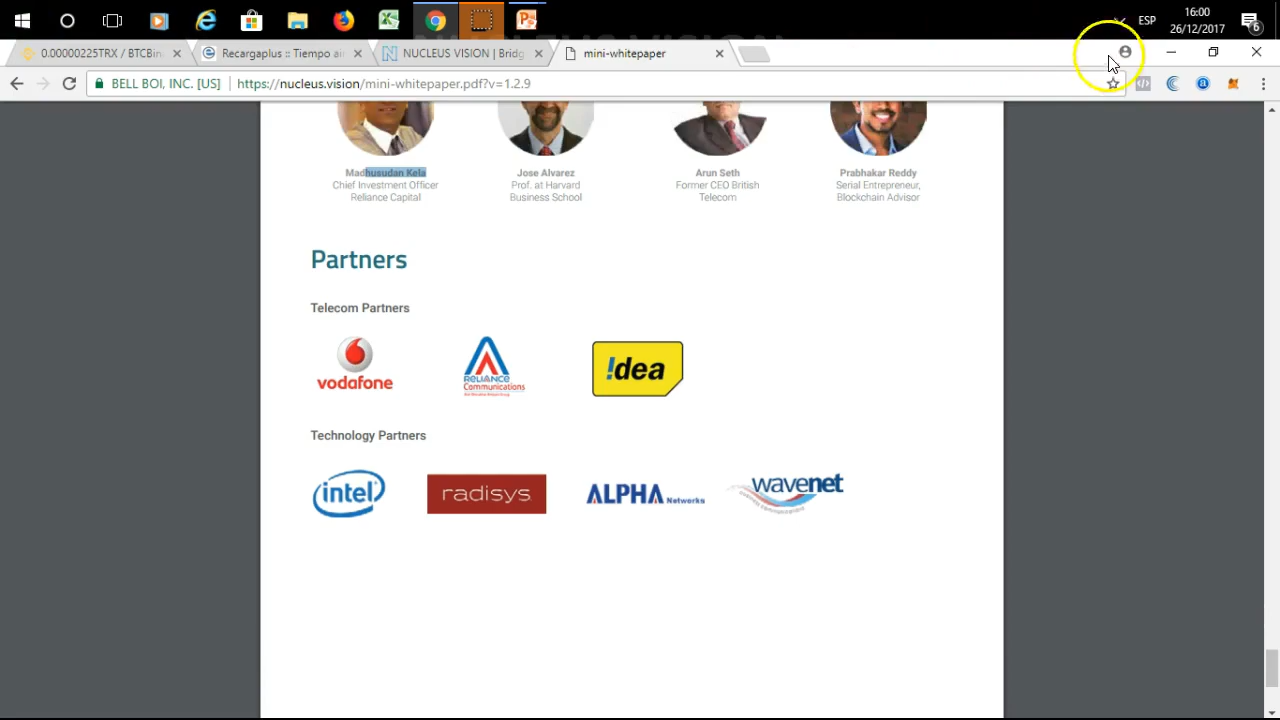 ESP
16:00
26/12/2017
6
0.00000225TRX / BTCBin
Recargaplus :: Tiempo ai
NUCLEUS VISION | Bridg
mini-whitepaper
BELL BOI, INC. [US]
https://nucleus.vision/mini-whitepaper.pdf?v=1.2.9
Madhusudan Kela
Chief Investment Officer
Reliance Capital
Jose Alvarez
Prof. at Harvard
Business School
Arun Seth
Former CEO British
Telecom
Prabhakar Reddy
Serial Entrepreneur,
Blockchain Advisor
Partners
Telecom Partners
vodafone
RELIANCE
Communications
!dea
Technology Partners
intel
radisys
ALPHA Networks
wavenet